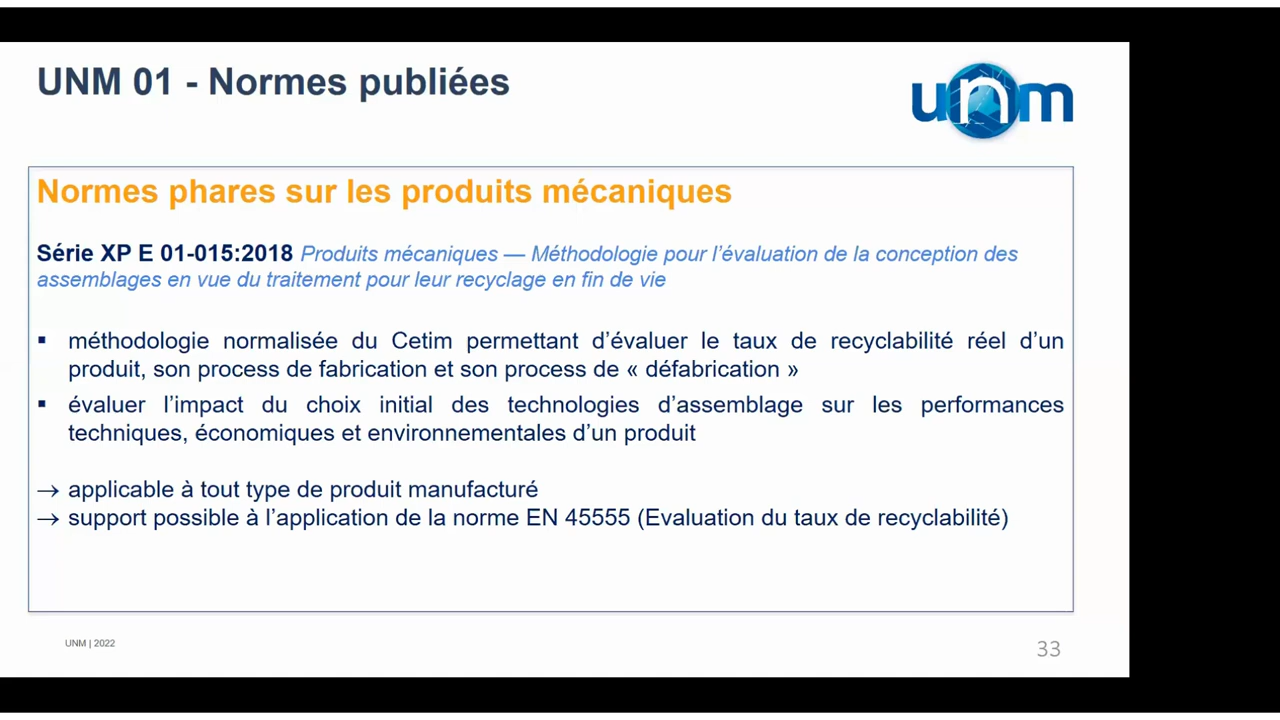 UNM 01 - Normes publiées
unm
Normes phares sur les produits mécaniques
Série XP E 01-015:2018 Produits mécaniques — Méthodologie pour l’évaluation de la conception des
assemblages en vue du traitement pour leur recyclage en fin de vie
▪ méthodologie normalisée du Cetim permettant d’évaluer le taux de recyclabilité réel d’un
produit, son process de fabrication et son process de « défabrication »
▪ évaluer l’impact du choix initial des technologies d’assemblage sur les performances
techniques, économiques et environnementales d’un produit
→ applicable à tout type de produit manufacturé
→ support possible à l’application de la norme EN 45555 (Evaluation du taux de recyclabilité)
UNM | 2022
33